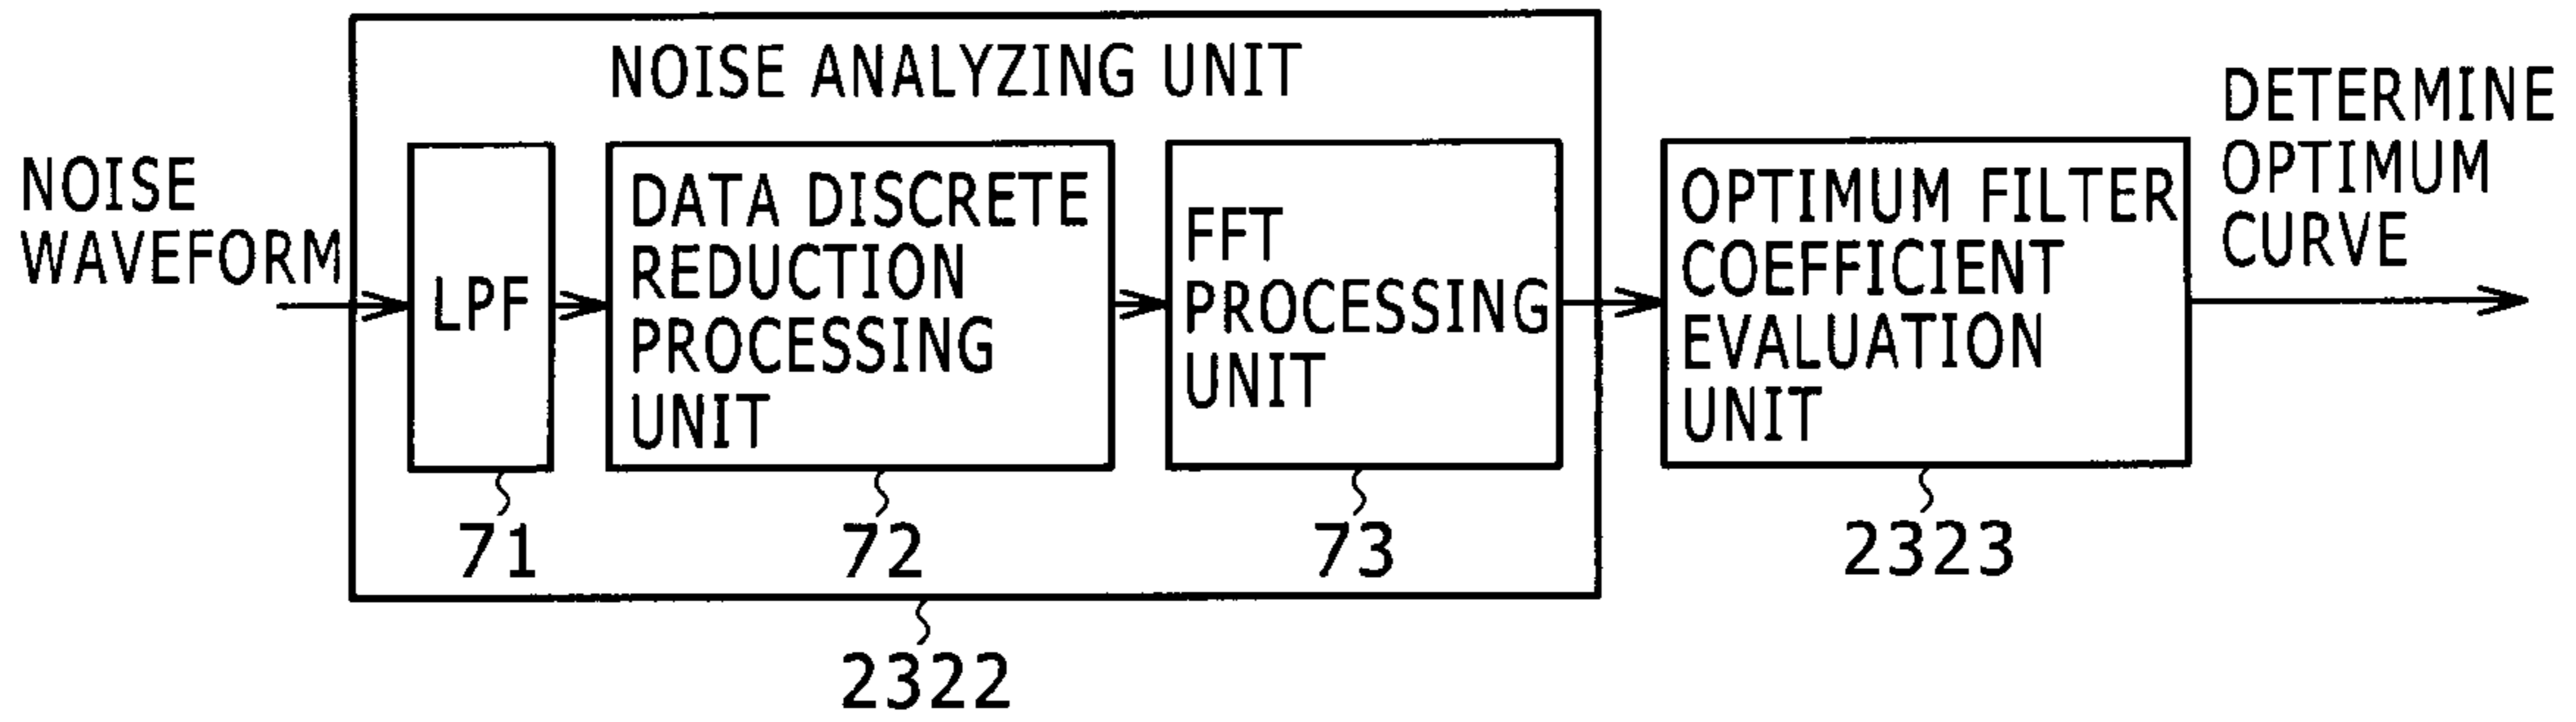 NOISE ANALYZING UNIT
NOISE
WAVEFORM
LPF
DATA DISCRETE
REDUCTION
PROCESSING
UNIT
FFT
PROCESSING
UNIT
OPTIMUM FILTER
COEFFICIENT
EVALUATION
UNIT
DETERMINE
OPTIMUM
CURVE
71
72
73
2323
2322